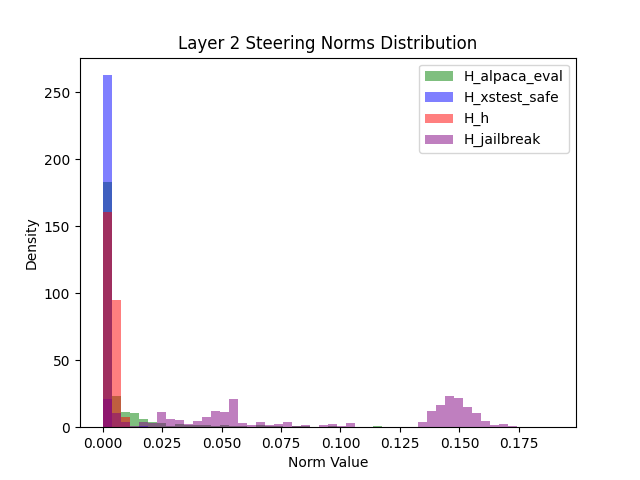 Layer 2 Steering Norms Distribution
H_alpaca_eval
H_xstest_safe
H_h
H_jailbreak
Density
250
200
150
100
50
0
0.000
0.025
0.050
0.075
0.100
0.125
0.150
0.175
Norm Value